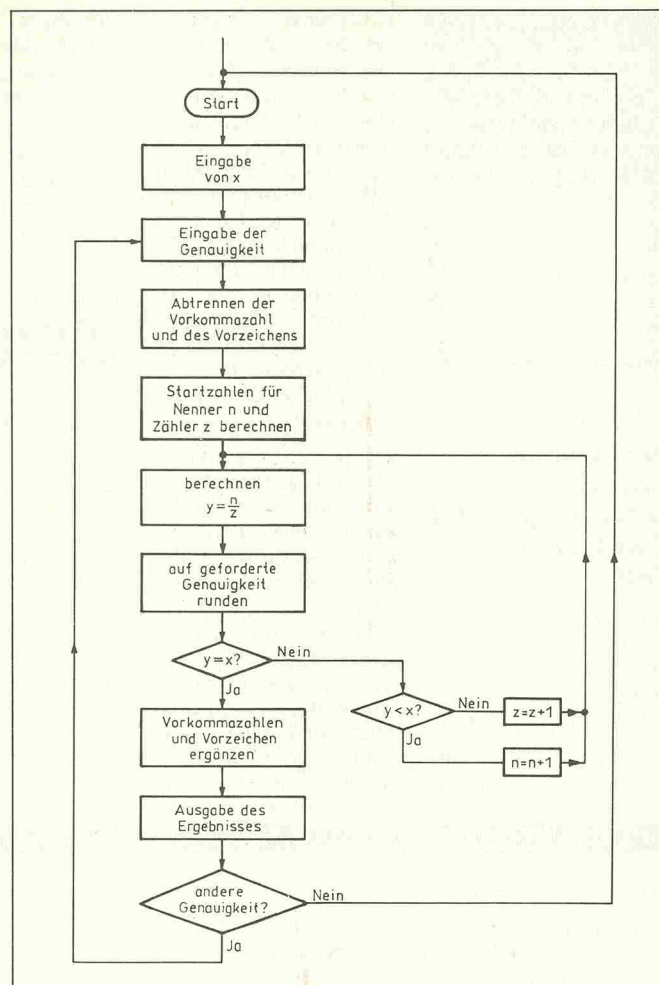 Start
Eingabe
von x
Eingabe der
Genauigkeit
Abtrennen der
Vorkommazahl
und des Vorzeichens
Startzahlen für
Nenner n und
Zähler z berechnen
berechnen
y = n/z
auf geforderte
Genauigkeit
runden
y = x?
Nein
Ja
y < x?
Nein
z=z+1
Ja
n=n+1
Vorkommazahlen
und Vorzeichen
ergänzen
Ausgabe des
Ergebnisses
andere
Genauigkeit?
Nein
Ja